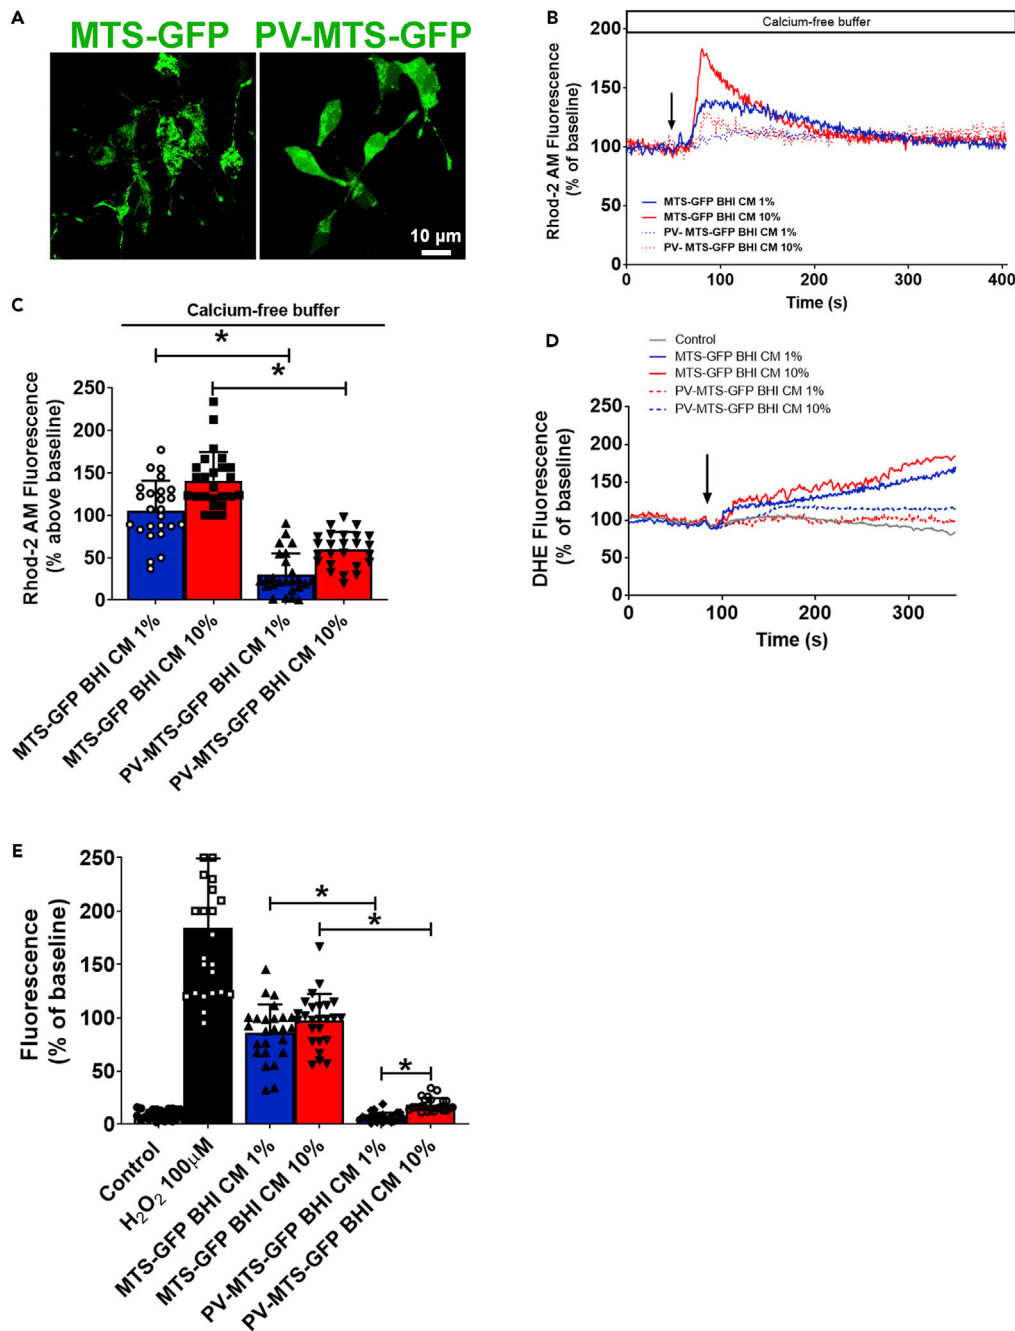 A
MTS-GFP PV-MTS-GFP
10 μm
B
Calcium-free buffer
Rhod-2 AM Fluorescence
(% of baseline)
200
150
100
50
0
MTS-GFP BHI CM 1%
MTS-GFP BHI CM 10%
PV- MTS-GFP BHI CM 1%
PV- MTS-GFP BHI CM 10%
0 100 200 300 400
Time (s)
C
Calcium-free buffer
*
*
Rhod-2 AM Fluorescence
(% above baseline)
250
200
150
100
50
0
MTS-GFP BHI CM 1%
MTS-GFP BHI CM 10%
PV-MTS-GFP BHI CM 1%
PV-MTS-GFP BHI CM 10%
D
Control
MTS-GFP BHI CM 1%
MTS-GFP BHI CM 10%
PV-MTS-GFP BHI CM 1%
PV-MTS-GFP BHI CM 10%
DHE Fluorescence
(% of baseline)
250
200
150
100
50
0
0 100 200 300
Time (s)
E
Fluorescence
(% of baseline)
250
200
150
100
50
0
*
*
*
Control
H₂O₂ 100μM
MTS-GFP BHI CM 1%
MTS-GFP BHI CM 10%
PV-MTS-GFP BHI CM 1%
PV-MTS-GFP BHI CM 10%